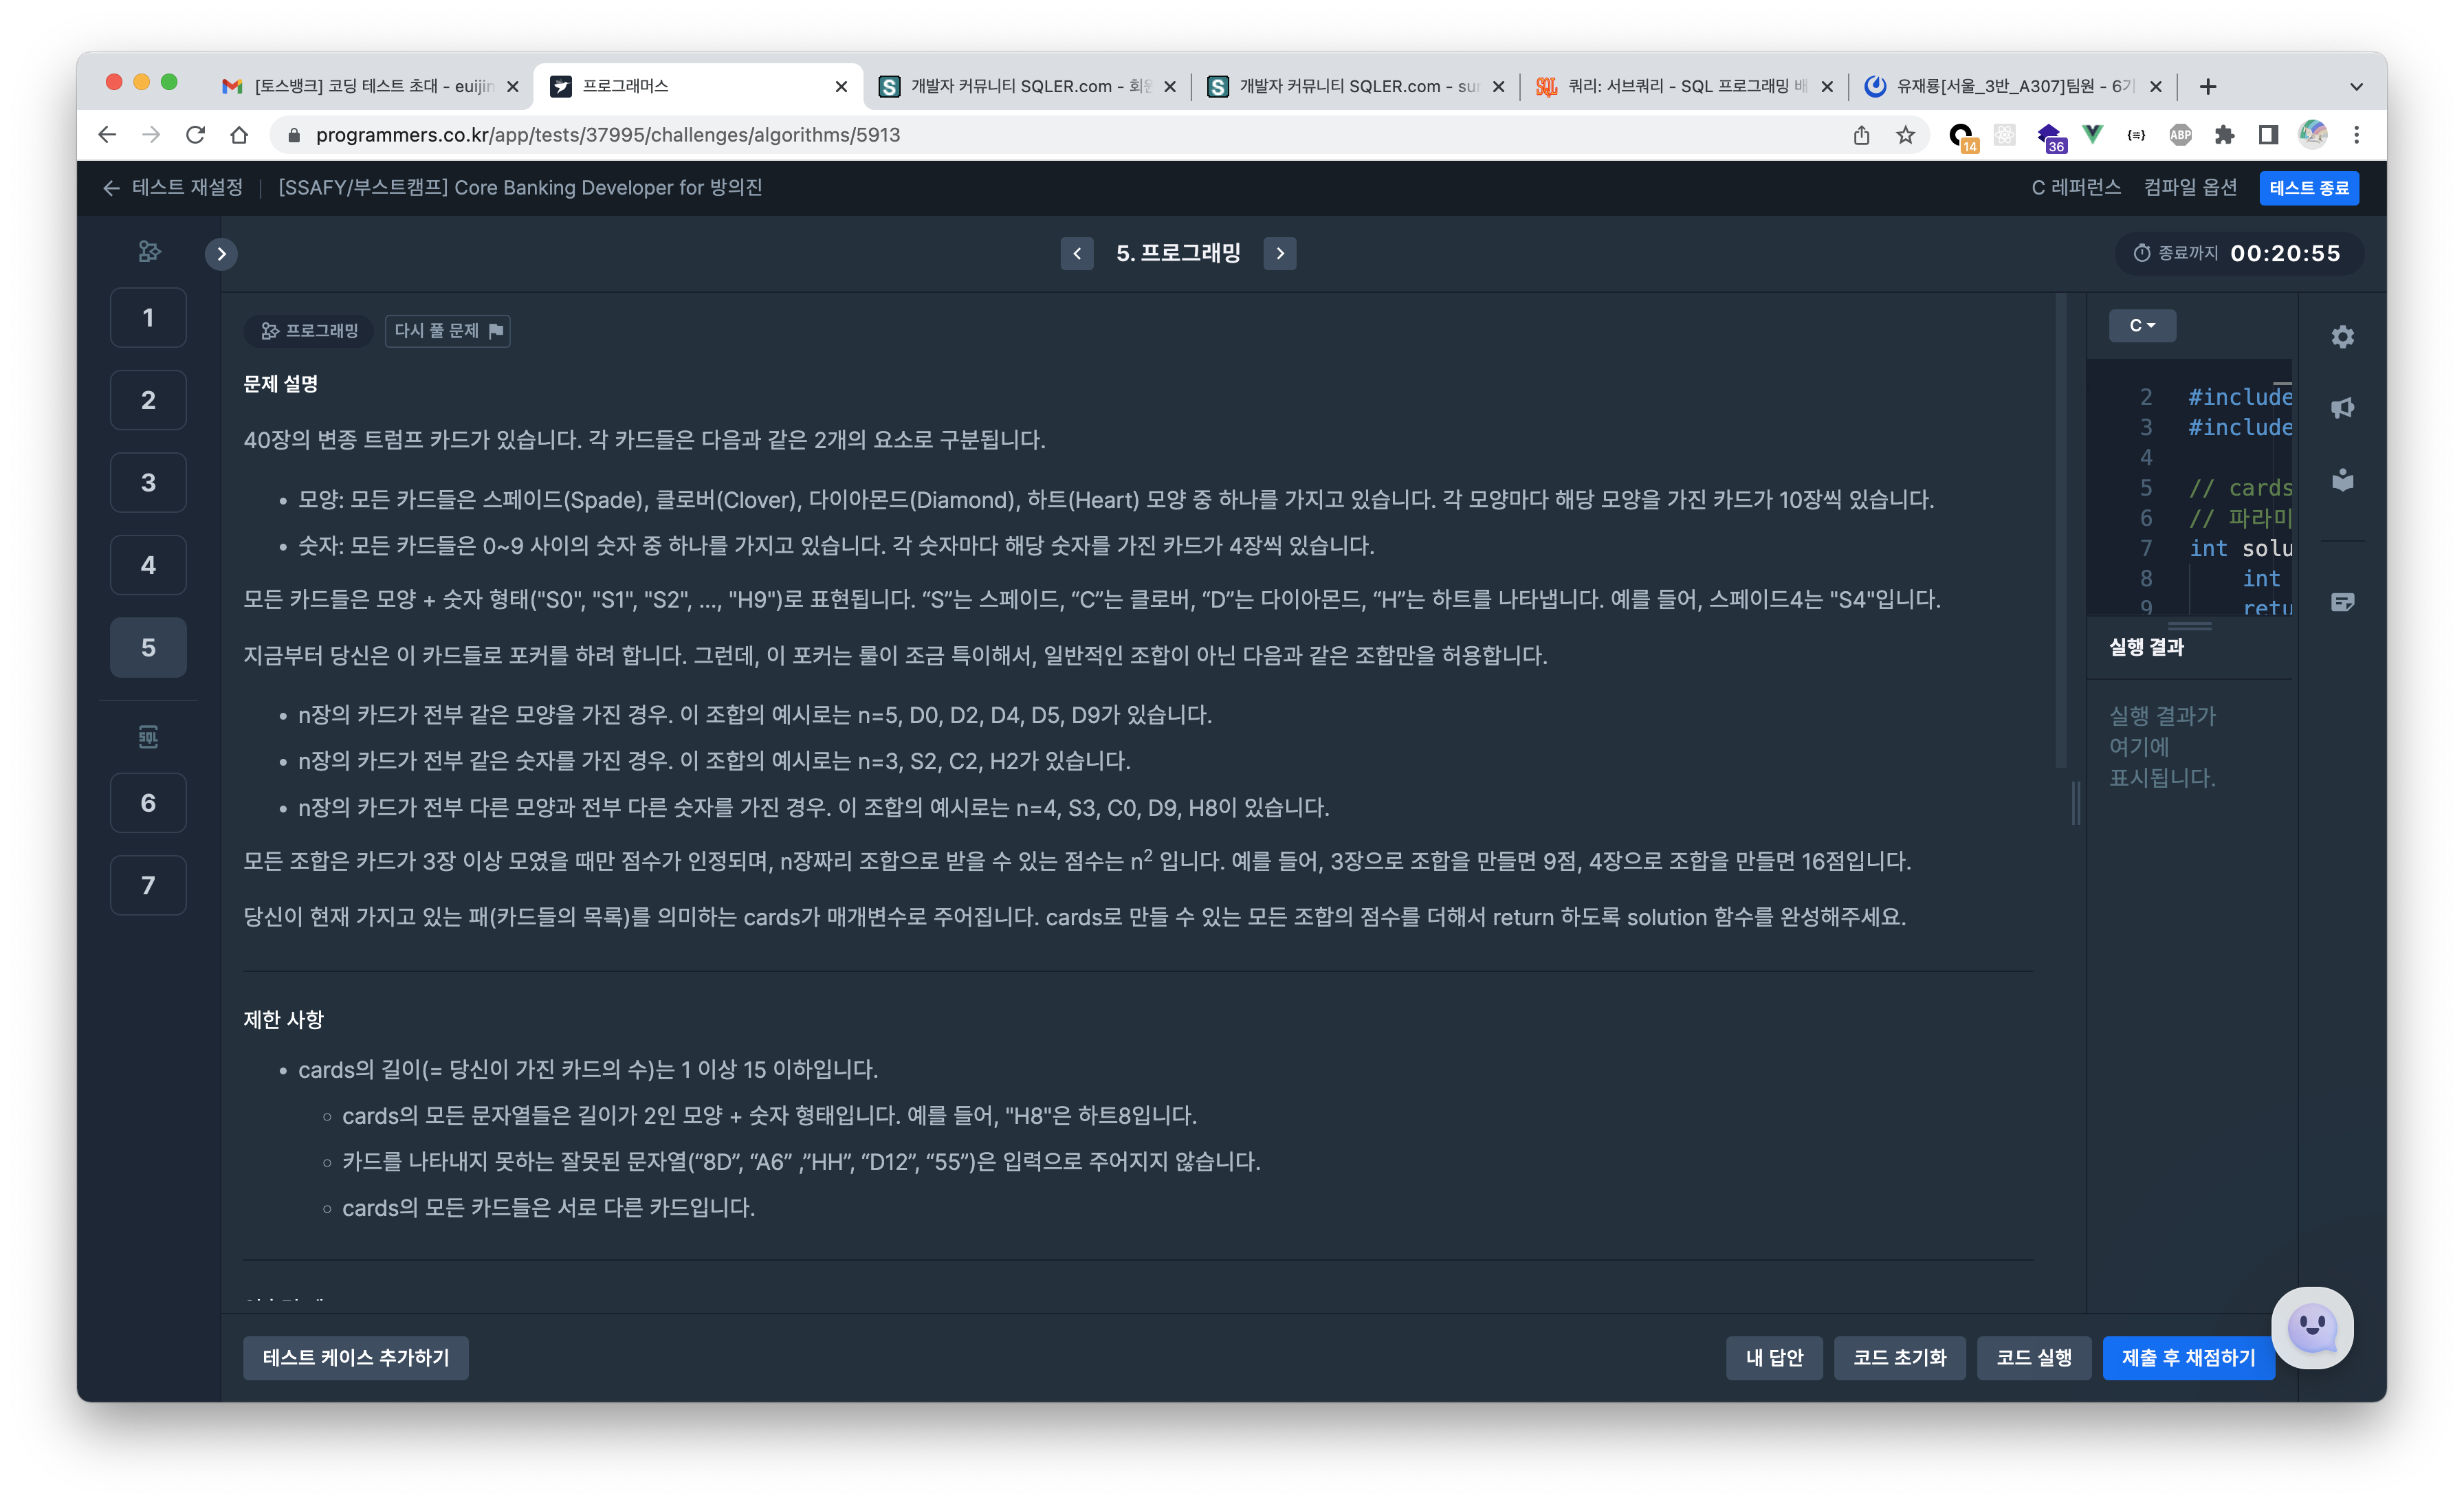 [토스뱅크] 코딩 테스트 초대 - euijin
프로그래머스
개발자 커뮤니티 SQLER.com - 회원
개발자 커뮤니티 SQLER.com - su
쿼리: 서브쿼리 - SQL 프로그래밍 배
유재룡[서울_3반_A307]팀원 - 6기
programmers.co.kr/app/tests/37995/challenges/algorithms/5913
14
36
ABP
테스트 재설정
[SSAFY/부스트캠프] Core Banking Developer for 방의진
C 레퍼런스
컴파일 옵션
테스트 종료
5. 프로그래밍
종료까지 00:20:55
1
2
3
4
5
SQL
6
7
프로그래밍
다시 풀 문제
문제 설명
40장의 변종 트럼프 카드가 있습니다. 각 카드들은 다음과 같은 2개의 요소로 구분됩니다.
• 모양: 모든 카드들은 스페이드(Spade), 클로버(Clover), 다이아몬드(Diamond), 하트(Heart) 모양 중 하나를 가지고 있습니다. 각 모양마다 해당 모양을 가진 카드가 10장씩 있습니다.
• 숫자: 모든 카드들은 0~9 사이의 숫자 중 하나를 가지고 있습니다. 각 숫자마다 해당 숫자를 가진 카드가 4장씩 있습니다.
모든 카드들은 모양 + 숫자 형태("S0", "S1", "S2", ..., "H9")로 표현됩니다. “S”는 스페이드, “C”는 클로버, “D”는 다이아몬드, “H”는 하트를 나타냅니다. 예를 들어, 스페이드4는 "S4"입니다.
지금부터 당신은 이 카드들로 포커를 하려 합니다. 그런데, 이 포커는 룰이 조금 특이해서, 일반적인 조합이 아닌 다음과 같은 조합만을 허용합니다.
• n장의 카드가 전부 같은 모양을 가진 경우. 이 조합의 예시로는 n=5, D0, D2, D4, D5, D9가 있습니다.
• n장의 카드가 전부 같은 숫자를 가진 경우. 이 조합의 예시로는 n=3, S2, C2, H2가 있습니다.
• n장의 카드가 전부 다른 모양과 전부 다른 숫자를 가진 경우. 이 조합의 예시로는 n=4, S3, C0, D9, H8이 있습니다.
모든 조합은 카드가 3장 이상 모였을 때만 점수가 인정되며, n장짜리 조합으로 받을 수 있는 점수는 n² 입니다. 예를 들어, 3장으로 조합을 만들면 9점, 4장으로 조합을 만들면 16점입니다.
당신이 현재 가지고 있는 패(카드들의 목록)를 의미하는 cards가 매개변수로 주어집니다. cards로 만들 수 있는 모든 조합의 점수를 더해서 return 하도록 solution 함수를 완성해주세요.
제한 사항
• cards의 길이(= 당신이 가진 카드의 수)는 1 이상 15 이하입니다.
◦ cards의 모든 문자열들은 길이가 2인 모양 + 숫자 형태입니다. 예를 들어, "H8"은 하트8입니다.
◦ 카드를 나타내지 못하는 잘못된 문자열(“8D”, “A6” ,”HH”, “D12”, “55”)은 입력으로 주어지지 않습니다.
◦ cards의 모든 카드들은 서로 다른 카드입니다.
C
2 #include
3 #include
4
5 // cards
6 // 파라미
7 int solu
8 int
9 retu
실행 결과
실행 결과가
여기에
표시됩니다.
테스트 케이스 추가하기
내 답안
코드 초기화
코드 실행
제출 후 채점하기